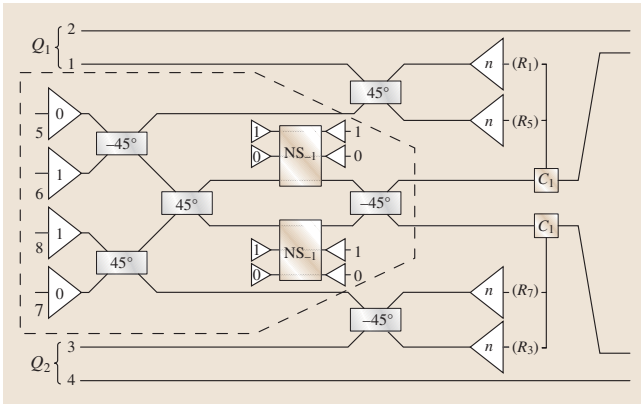 2
Q1
1
45°
n (R1)
n (R5)
5 0
–45°
6 1
1 NS–1 1
0 0
C1
45°
–45°
C1
8 1
45°
7 0
NS–1
1 1
0 0
n (R7)
–45°
n (R3)
3
Q2
4